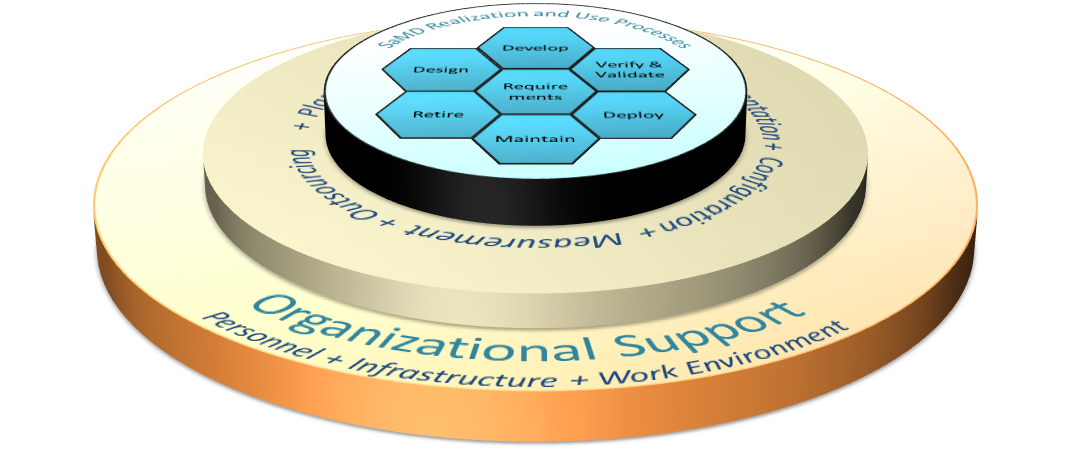 SaMD Realization and Use Processes
Develop
Design
Verify &
Validate
Require
ments
Retire
Deploy
Maintain
+ Configuration + Measurement + Outsourcing +
Organizational Support
Personnel + Infrastructure + Work Environment